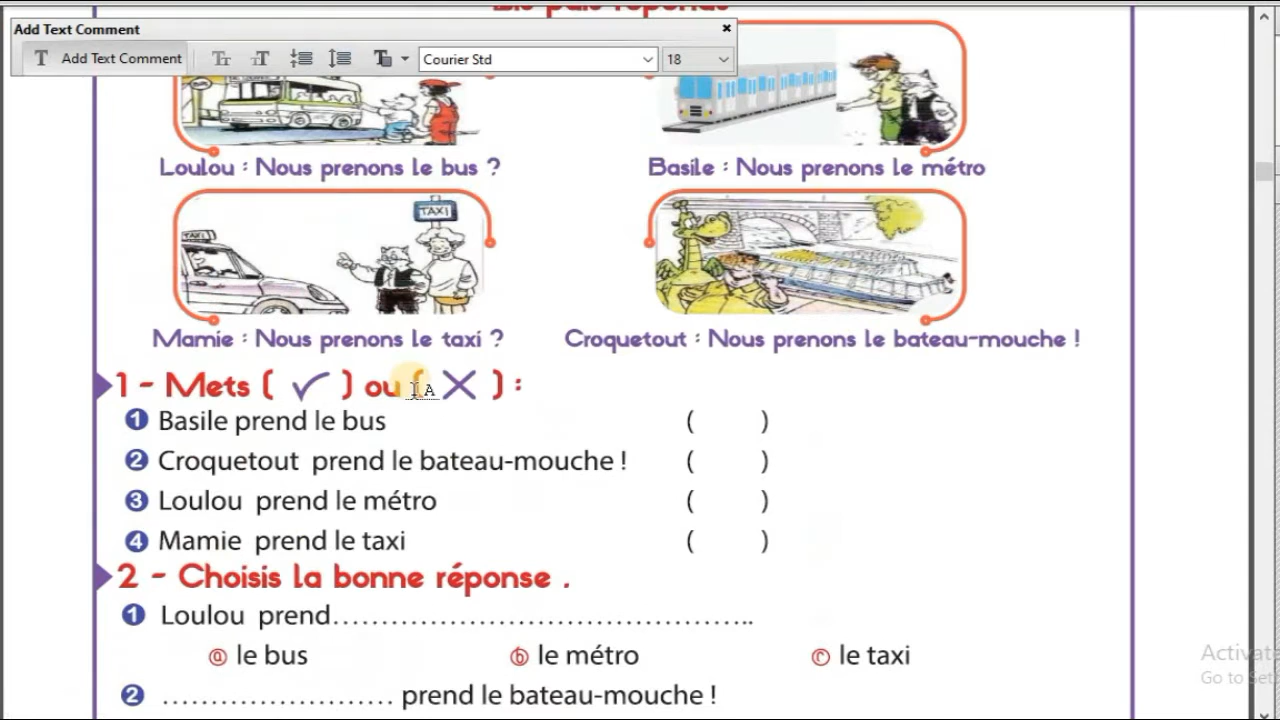 Lis puis réponds
Add Text Comment
T Add Text Comment Courier Std 18
Loulou : Nous prenons le bus ? Basile : Nous prenons le métro
TAXI
TAXI
Mamie : Nous prenons le taxi ? Croquetout : Nous prenons le bateau-mouche !
1 - Mets ( ✓ ) ou ( X ) :
1 Basile prend le bus ( )
2 Croquetout prend le bateau-mouche ! ( )
3 Loulou prend le métro ( )
4 Mamie prend le taxi ( )
2 - Choisis la bonne réponse .
1 Loulou prend..............................................
a le bus b le métro c le taxi
2 ........................ prend le bateau-mouche !
Activate
Go to Set